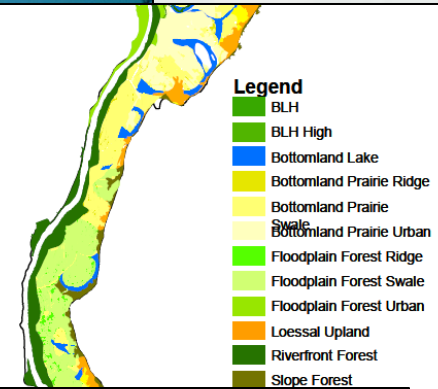 Legend
BLH
BLH High
Bottomland Lake
Bottomland Prairie Ridge
Bottomland Prairie
Swale
Bottomland Prairie Urban
Floodplain Forest Ridge
Floodplain Forest Swale
Floodplain Forest Urban
Loessal Upland
Riverfront Forest
Slope Forest